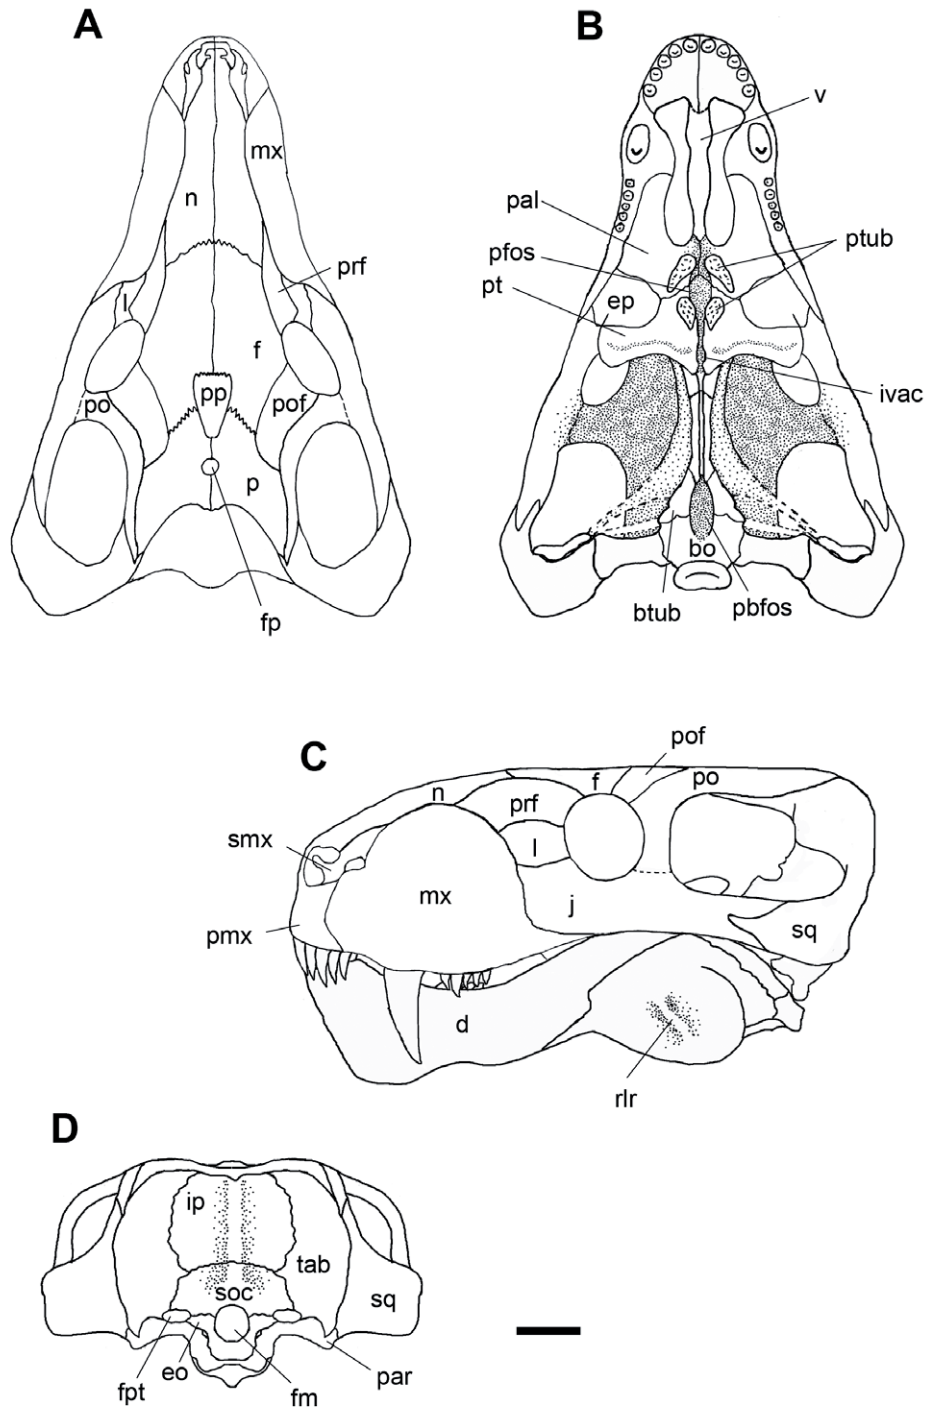 A
mx
n
prf
l
f
pp
po
pof
p
fp
B
v
pal
ptub
pfos
pt
ep
ivac
bo
btub
pbfos
C
pof
f
po
n
prf
smx
l
mx
j
pmx
sq
d
rlr
D
ip
tab
soc
sq
eo
par
fpt
fm